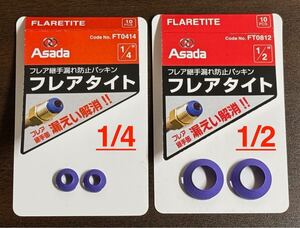 FLARETITE
10
PCS
Code No. FT0414
Asada
1/4"
フレア継手漏れ防止パッキン
フレアタイト
フレア
継手部
漏えい解消!!
1/4
FLARETITE
10
PCS
Code No. FT0812
Asada
1/2"
フレア継手漏れ防止パッキン
フレアタイト
フレア
継手部
漏えい解消!!
1/2